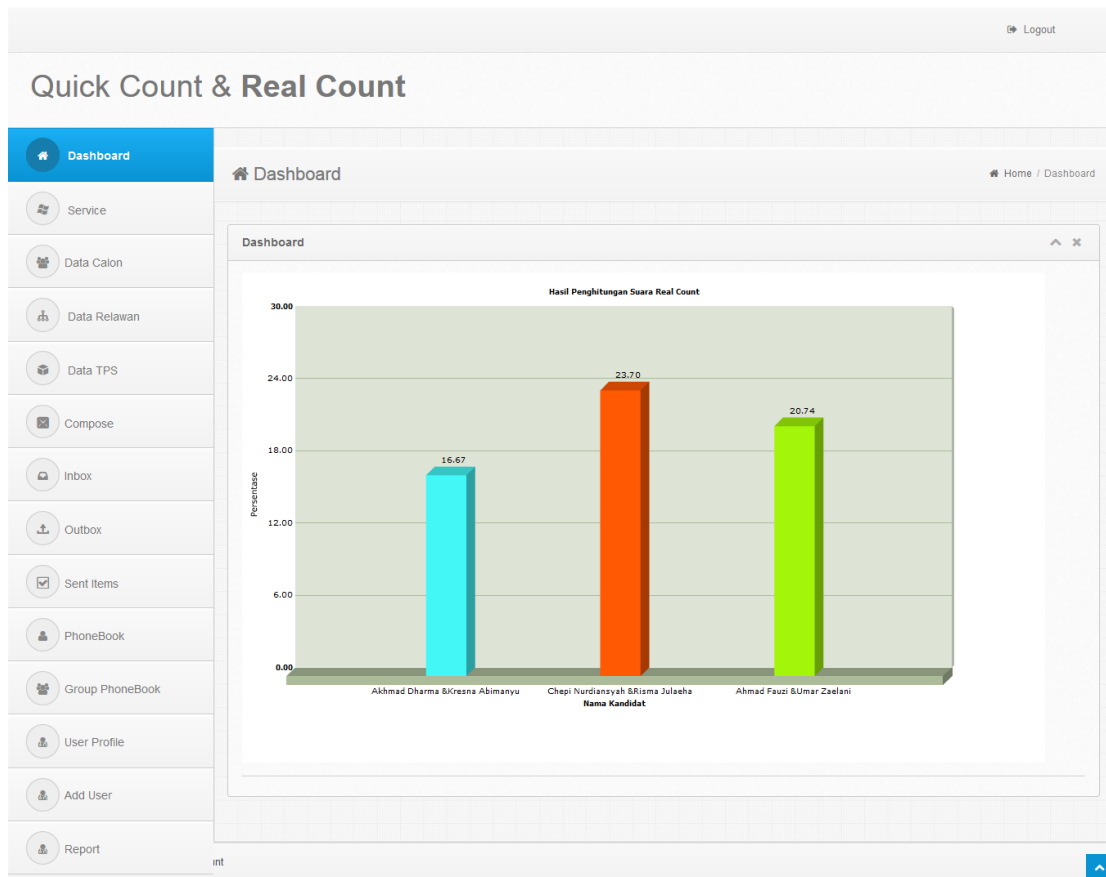 Logout
Quick Count & Real Count
Dashboard
Service
Data Calon
Data Relawan
Data TPS
Compose
Inbox
Outbox
Sent Items
PhoneBook
Group PhoneBook
User Profile
Add User
Report
Dashboard
Home / Dashboard
Dashboard
Hasil Penghitungan Suara Real Count
30.00
24.00
18.00
12.00
6.00
0.00
Persentase
16.67
23.70
20.74
Akhmad Dharma &Kresna Abimanyu
Chepi Nurdiansyah &Risma Julaeha
Ahmad Fauzi &Umar Zaelani
Nama Kandidat